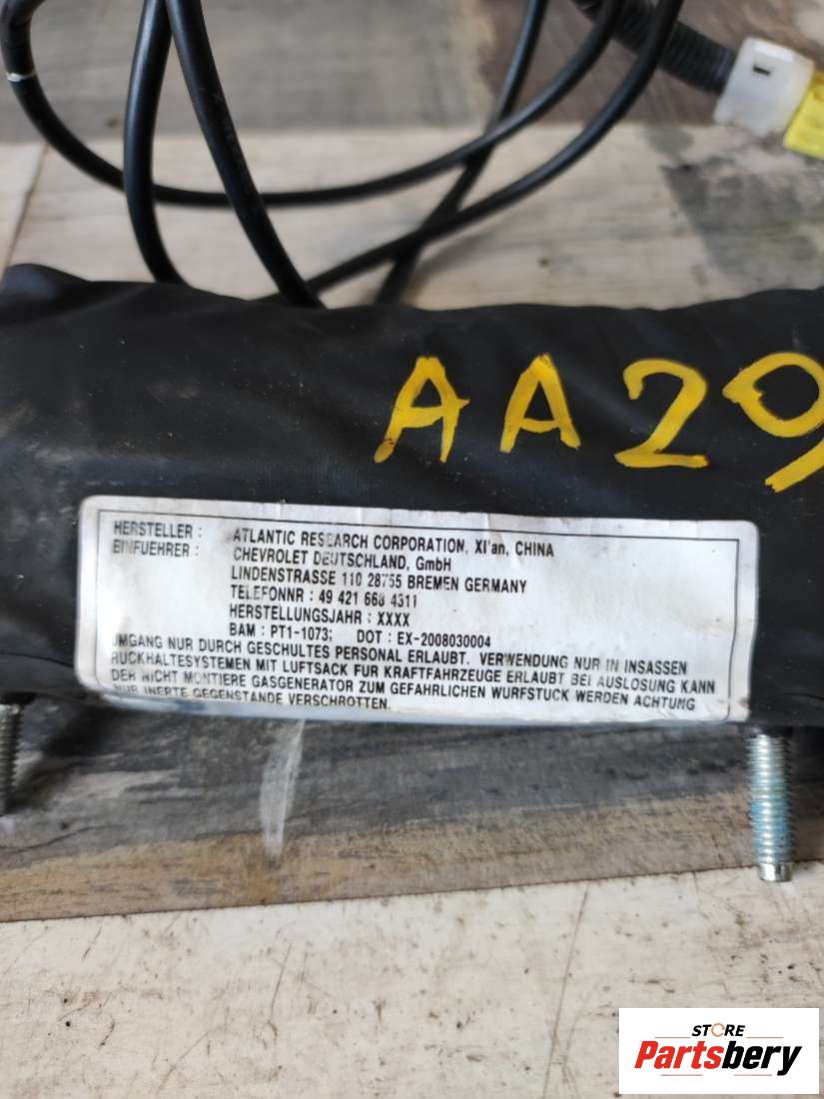 AA29
HERSTELLER : ATLANTIC RESEARCH CORPORATION, XI'an, CHINA
EINFUEHRER : CHEVROLET DEUTSCHLAND, GmbH
LINDENSTRASSE 110 28755 BREMEN GERMANY
TELEFONNR : 49 421 668 4311
HERSTELLUNGSJAHR : XXXX
BAM : PT1-1073; DOT : EX-2008030004
UMGANG NUR DURCH GESCHULTES PERSONAL ERLAUBT. VERWENDUNG NUR IN INSASSEN
RUCKHALTESYSTEMEN MIT LUFTSACK FUR KRAFTFAHRZEUGE ERLAUBT BEI AUSLOSUNG KANN
DER NICHT MONTIERE GASGENERATOR ZUM GEFAHRLICHEN WURFSTUCK WERDEN ACHTUNG
NUR INERTE GEGENSTANDE VERSCHROTTEN.
STORE
Partsbery